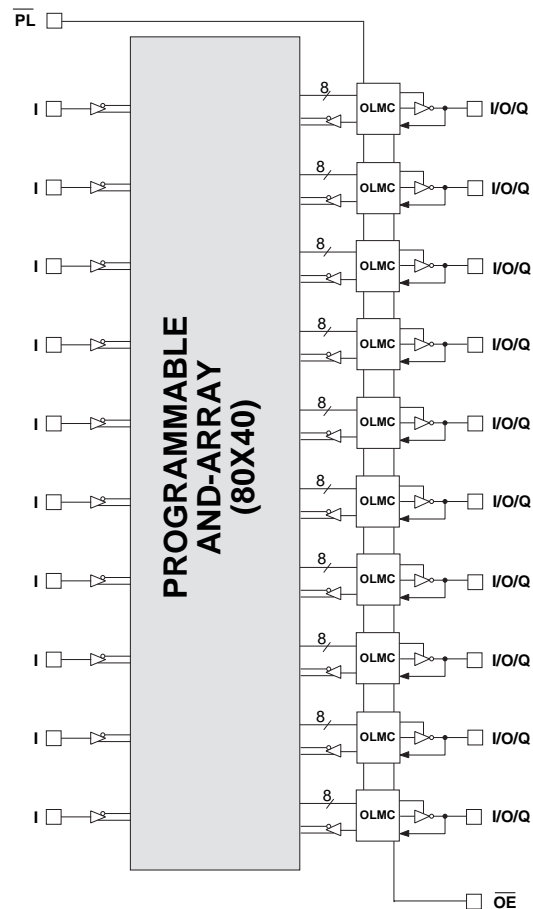 PL
8
I OLMC I/O/Q
8
I OLMC I/O/Q
8
I OLMC I/O/Q
8
I OLMC I/O/Q
8
I OLMC I/O/Q
8
I OLMC I/O/Q
8
I OLMC I/O/Q
8
I OLMC I/O/Q
8
I OLMC I/O/Q
8
I OLMC I/O/Q
PROGRAMMABLE
AND-ARRAY
(80X40)
OE